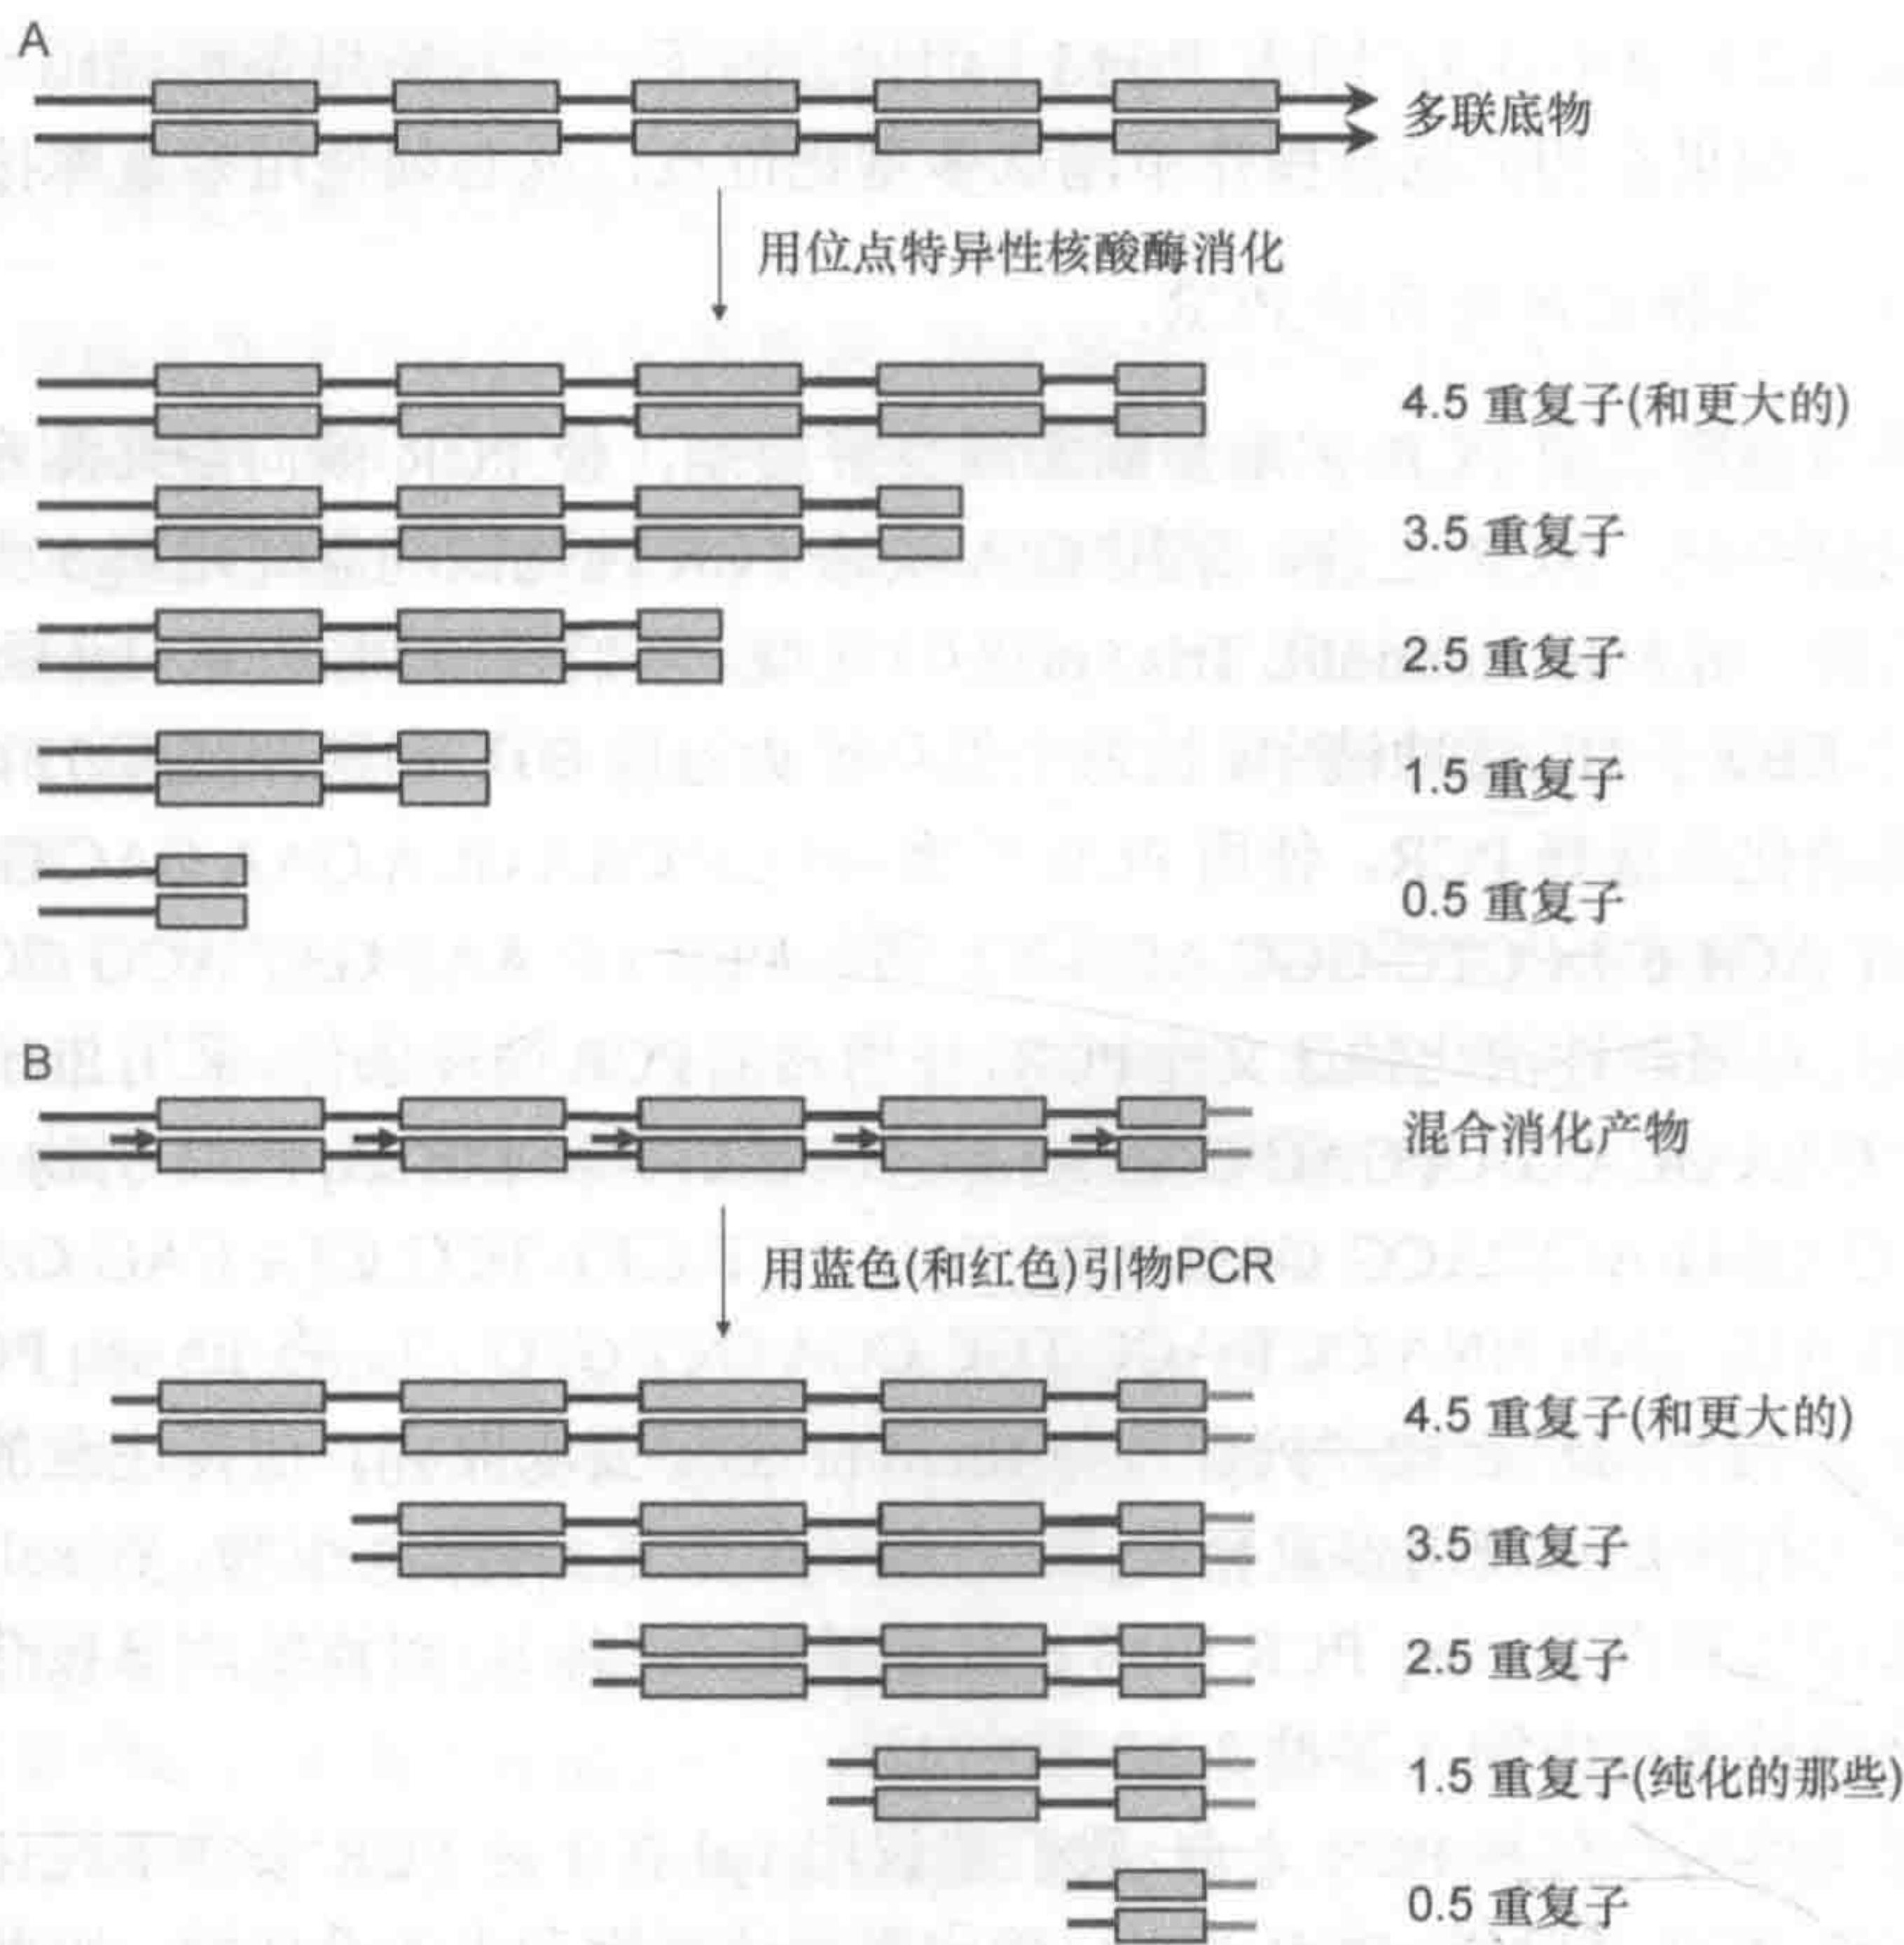 A
多联底物
用位点特异性核酸酶消化
4.5 重复子(和更大的)
3.5 重复子
2.5 重复子
1.5 重复子
0.5 重复子
B
混合消化产物
用蓝色(和红色)引物PCR
4.5 重复子(和更大的)
3.5 重复子
2.5 重复子
1.5 重复子(纯化的那些)
0.5 重复子